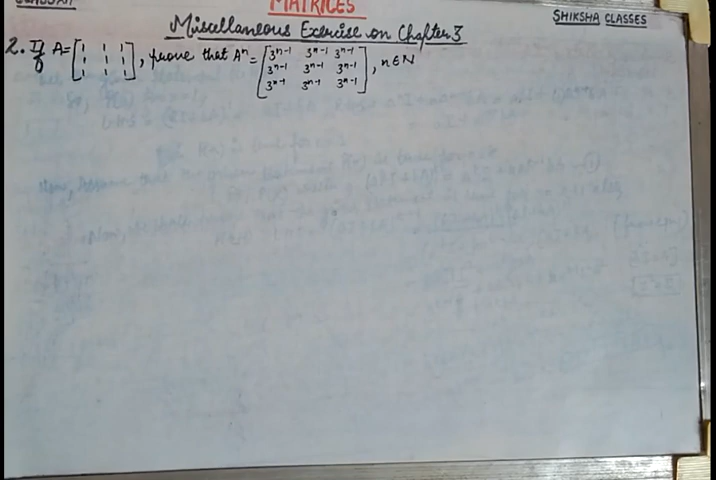 MATRICES
SHIKSHA CLASSES
Miscellaneous Exercise on Chapter 3
2. If A = [1 1 1, prove that Aⁿ = [3ⁿ⁻¹ 3ⁿ⁻¹ 3ⁿ⁻¹, n ∈ N
1 1 1 3ⁿ⁻¹ 3ⁿ⁻¹ 3ⁿ⁻¹
1 1 1] 3ⁿ⁻¹ 3ⁿ⁻¹ 3ⁿ⁻¹]